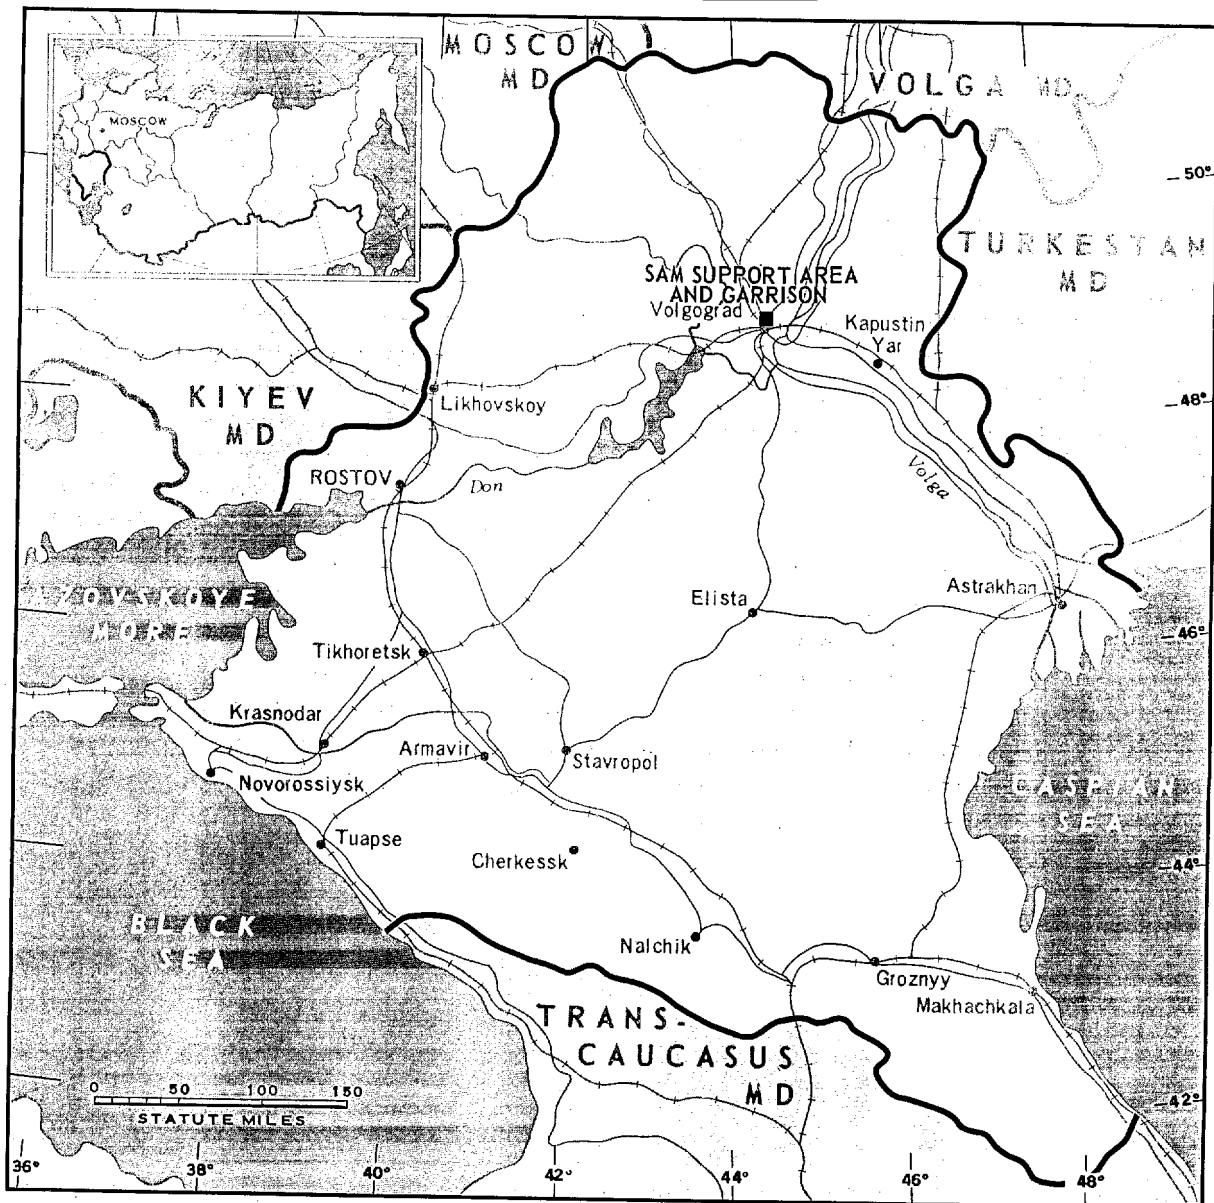 MOSCOW
MD
VOLGA MD
MOSCOW
50°
TURKESTAN
MD
SAM SUPPORT AREA
AND GARRISON
Volgograd
Kapustin
Yar
KIYEV
MD
Likhovskoy
48°
ROSTOV
Don
Volga
AZOVSKOYE
MORE
Elista
Astrakhan
46°
Tikhoretsk
Krasnodar
Armavir
Stavropol
Novorossiysk
CASPIAN
SEA
Tuapse
Cherkessk
44°
BLACK
SEA
Nalchik
Groznyy
Makhachkala
TRANS-
CAUCASUS
MD
0 50 100 150
STATUTE MILES
42°
36° 38° 40° 42° 44° 46° 48°